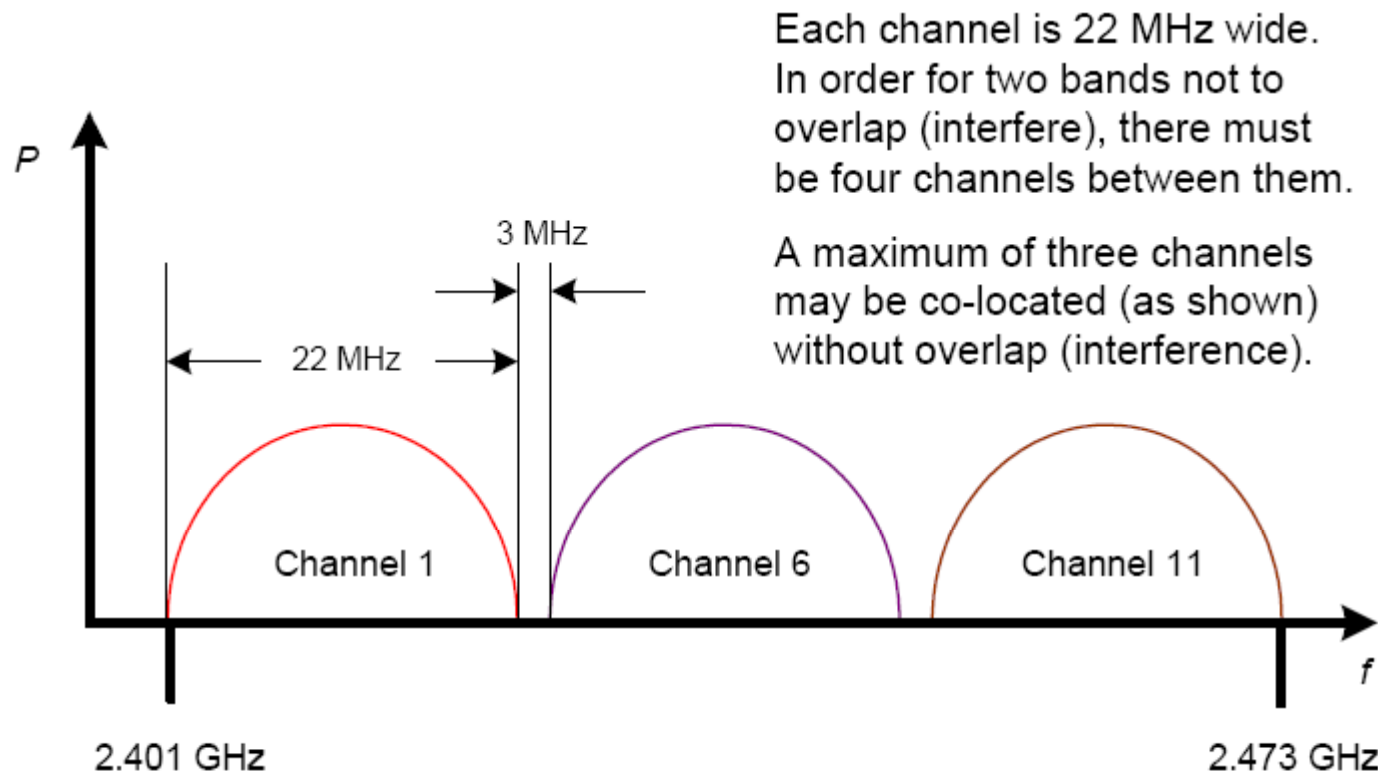 Each channel is 22 MHz wide.
In order for two bands not to
overlap (interfere), there must
be four channels between them.
A maximum of three channels
may be co-located (as shown)
without overlap (interference).
P
3 MHz
22 MHz
Channel 1
Channel 6
Channel 11
f
2.401 GHz
2.473 GHz